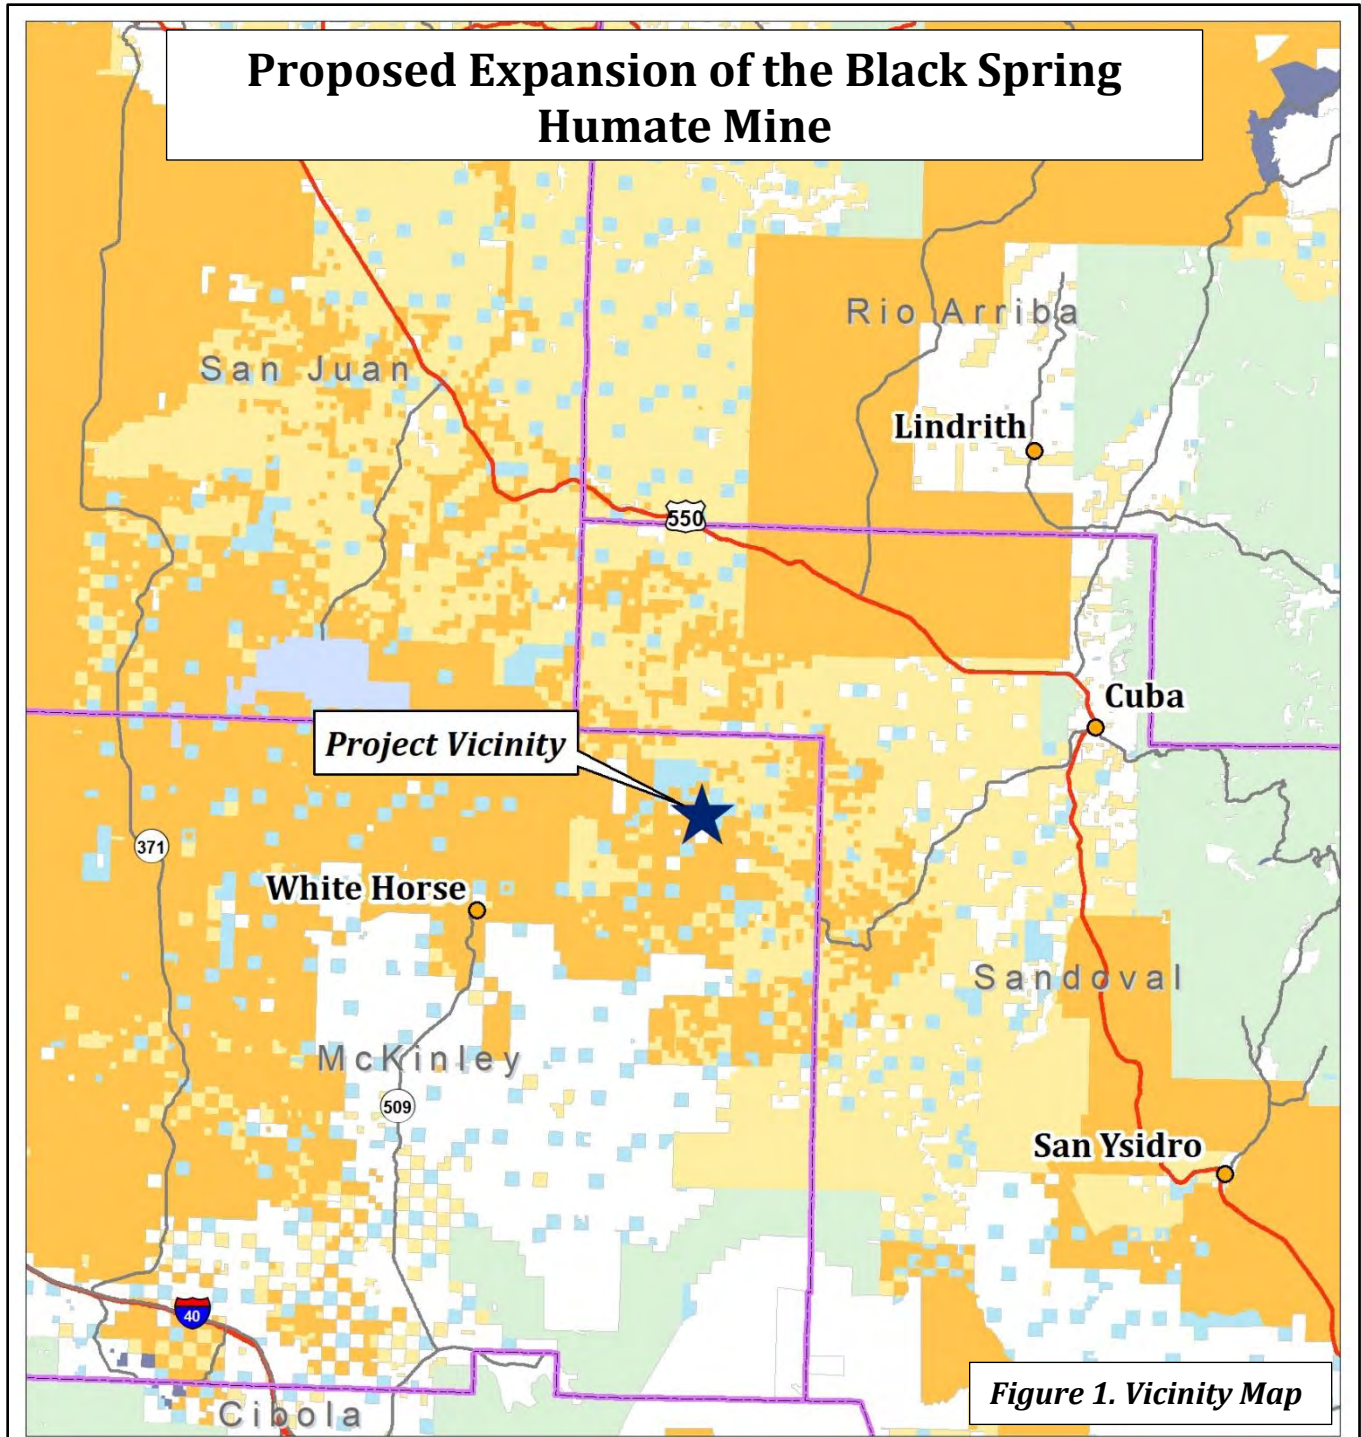 Proposed Expansion of the Black Spring
Humate Mine
Rio Arriba
San Juan
Lindrith
550
Cuba
Project Vicinity
371
White Horse
Sandoval
McKinley
509
San Ysidro
40
Figure 1. Vicinity Map
Cibola